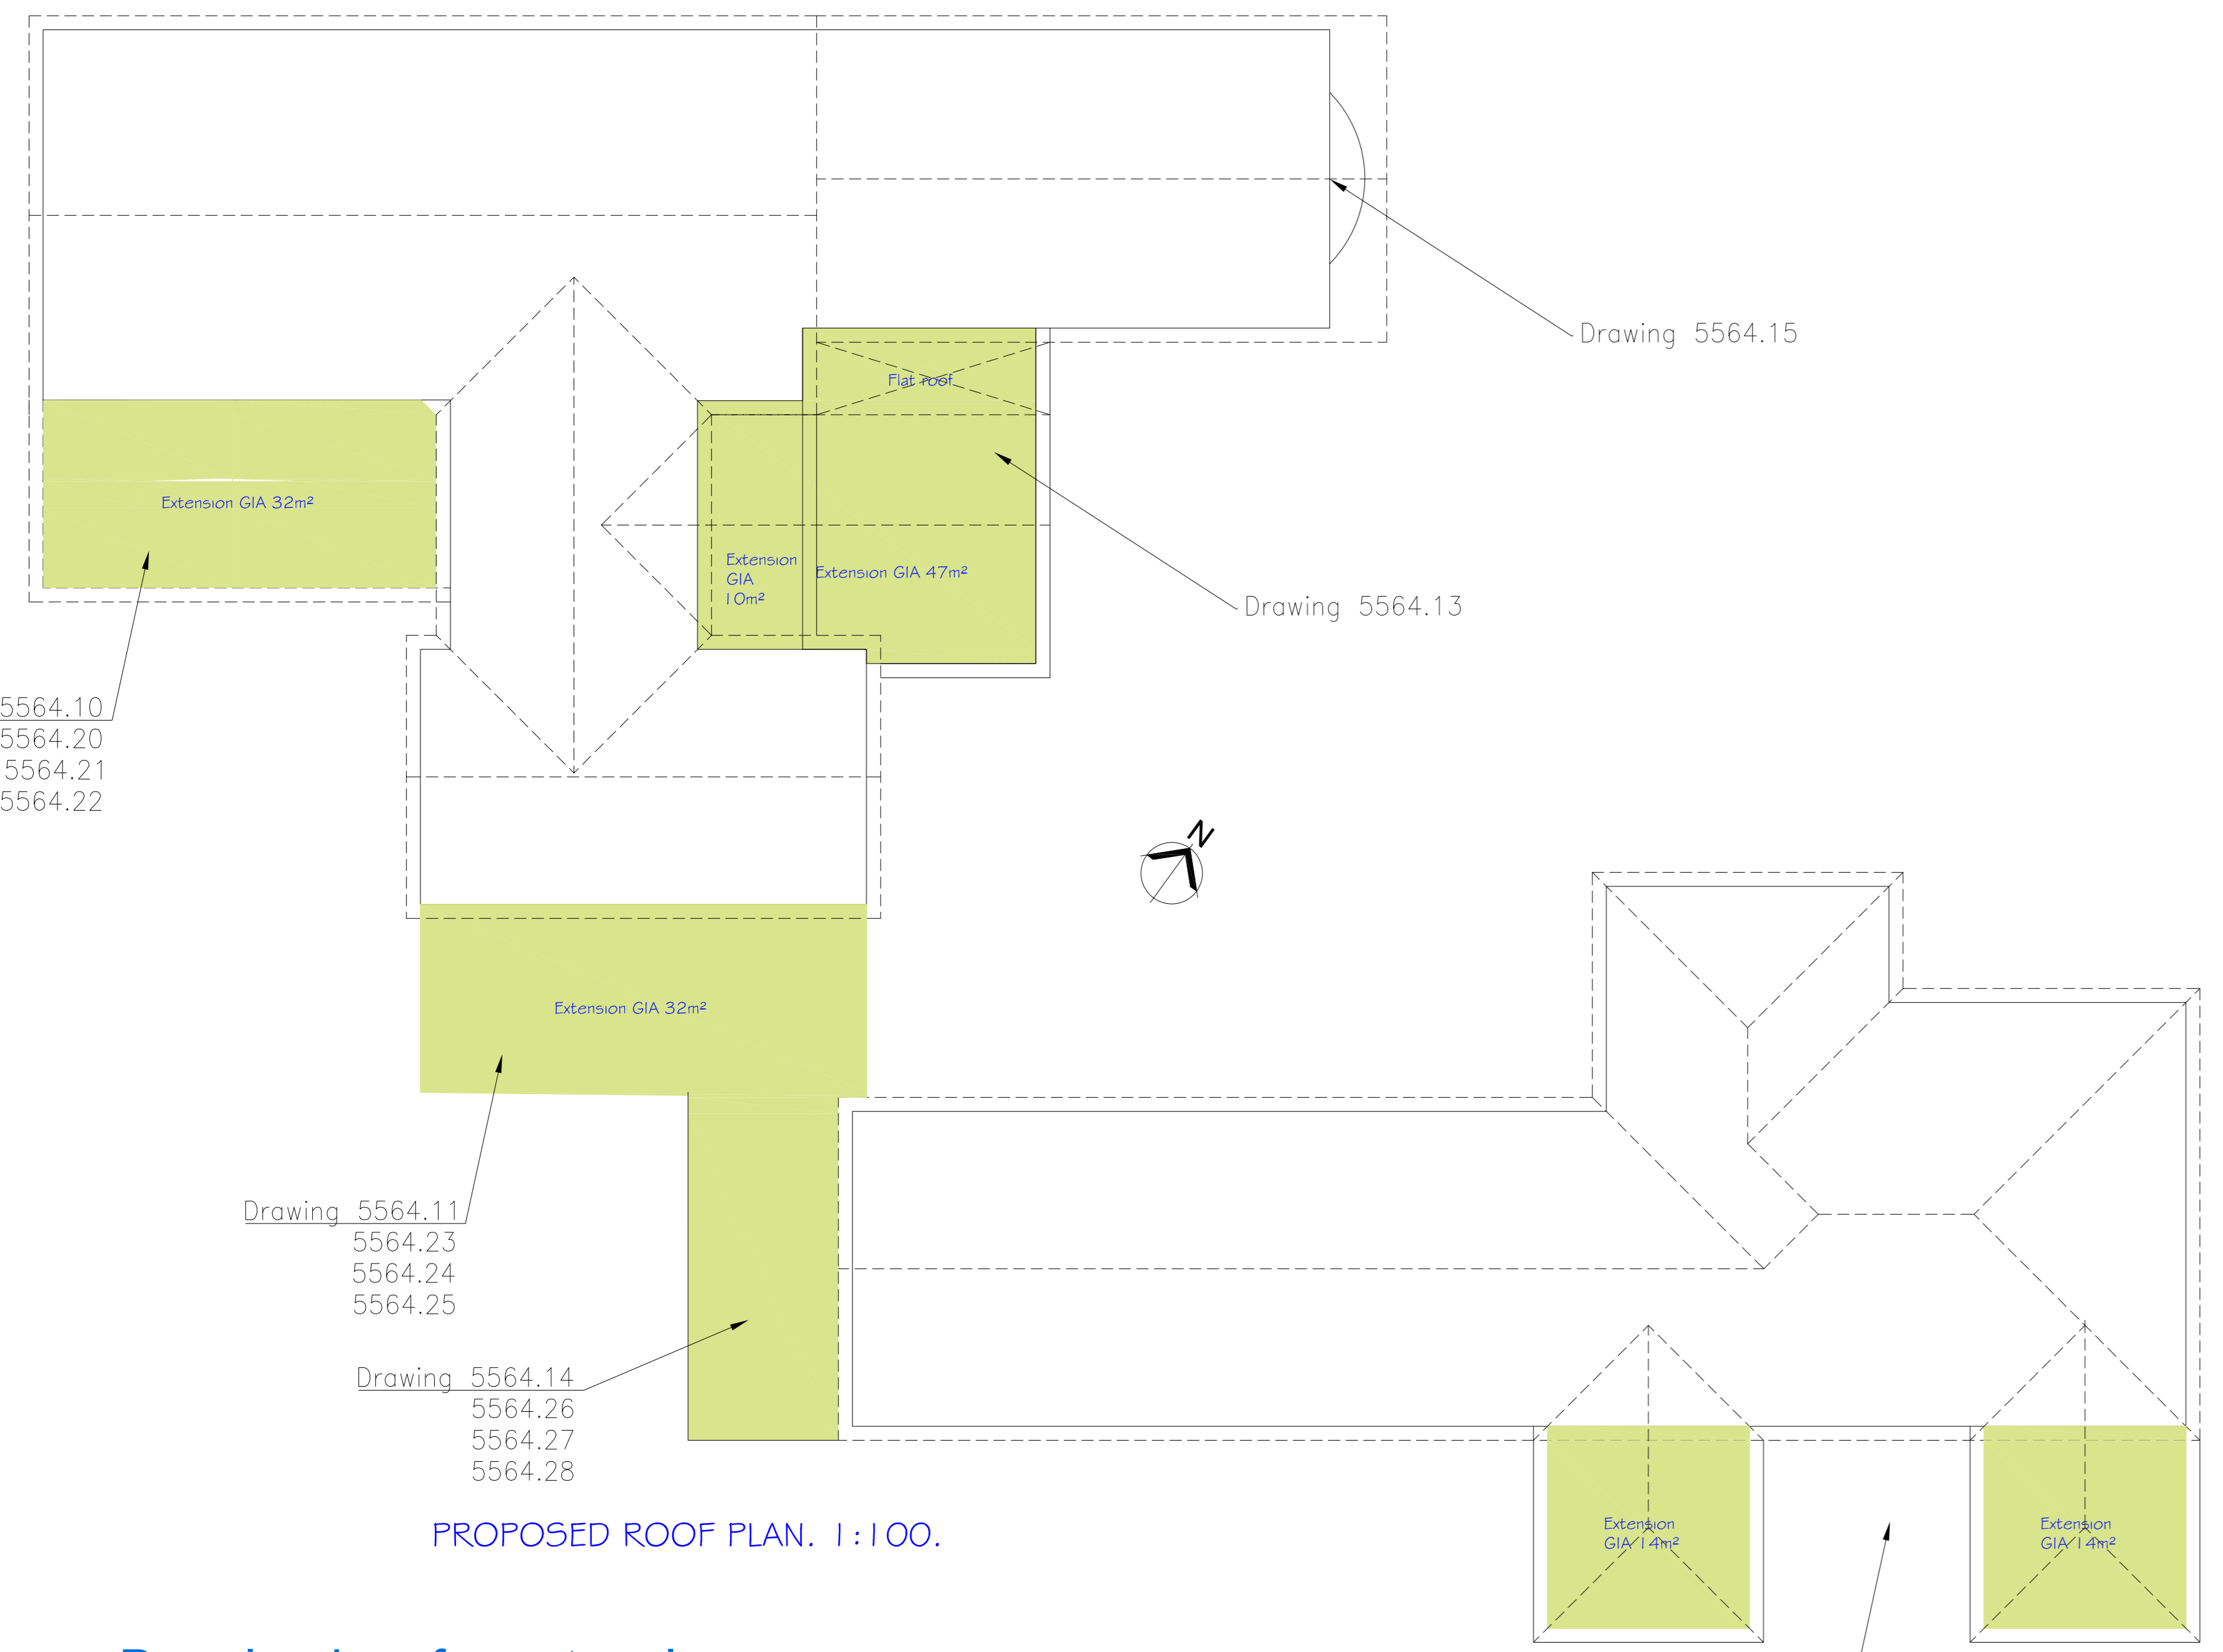 Drawing 5564.15
Flat roof
Extension GIA 32m²
Extension
GIA
10m²
Extension GIA 47m²
Drawing 5564.13
5564.10
5564.20
5564.21
5564.22
N
Extension GIA 32m²
Drawing 5564.11
5564.23
5564.24
5564.25
Drawing 5564.14
5564.26
5564.27
5564.28
PROPOSED ROOF PLAN. 1:100.
Extension
GIA 14m²
Extension
GIA 14m²